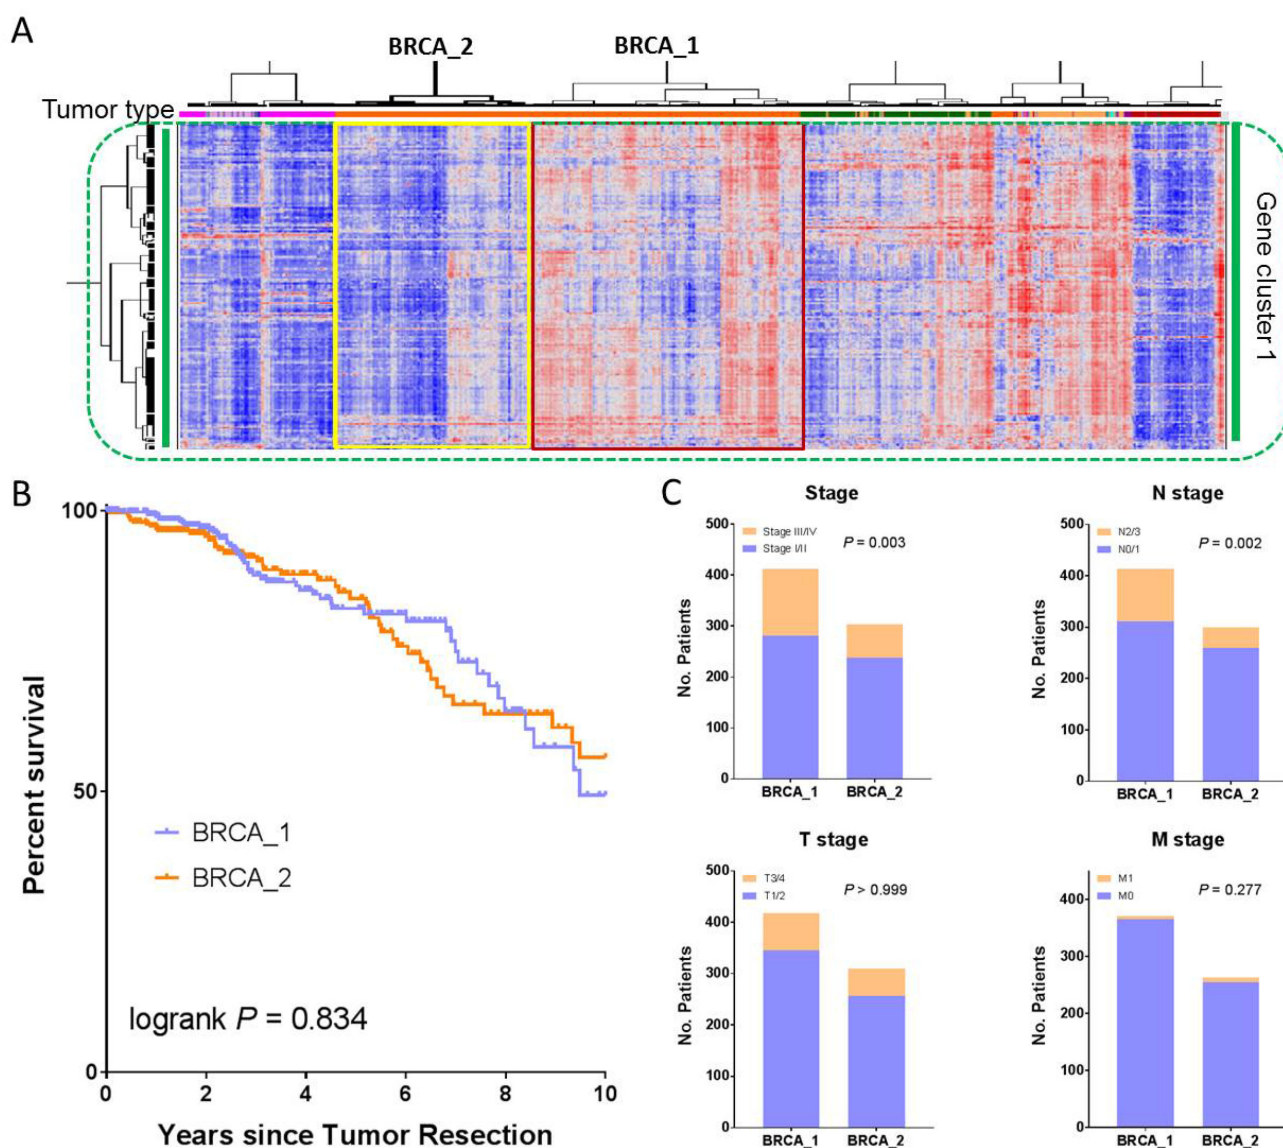 A
BRCA_2
BRCA_1
Tumor type
Gene cluster 1
B
100
50
0
Percent survival
BRCA_1
BRCA_2
logrank P = 0.834
0 2 4 6 8 10
Years since Tumor Resection
C
Stage
500
400
300
200
100
0
No. Patients
Stage III/IV
Stage I/II
P = 0.003
BRCA_1 BRCA_2
N stage
500
400
300
200
100
0
No. Patients
N2/3
N0/1
P = 0.002
BRCA_1 BRCA_2
T stage
500
400
300
200
100
0
No. Patients
T3/4
T1/2
P > 0.999
BRCA_1 BRCA_2
M stage
400
300
200
100
0
No. Patients
M1
M0
P = 0.277
BRCA_1 BRCA_2